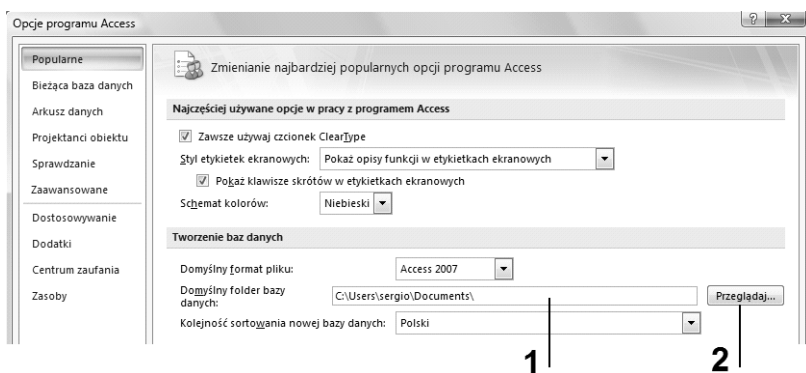 Opcje programu Access
Popularne
Bieżąca baza danych
Arkusz danych
Projektanci obiektu
Sprawdzanie
Zaawansowane
Dostosowywanie
Dodatki
Centrum zaufania
Zasoby
Zmienianie najbardziej popularnych opcji programu Access
Najczęściej używane opcje w pracy z programem Access
Zawsze używaj czcionek ClearType
Styl etykietek ekranowych: Pokaż opisy funkcji w etykietkach ekranowych
Pokaż klawisze skrótów w etykietkach ekranowych
Schemat kolorów: Niebieski
Tworzenie baz danych
Domyślny format pliku: Access 2007
Domyślny folder bazy
danych: C:\Users\sergio\Documents\ Przeglądaj...
Kolejność sortowania nowej bazy danych: Polski
1 2